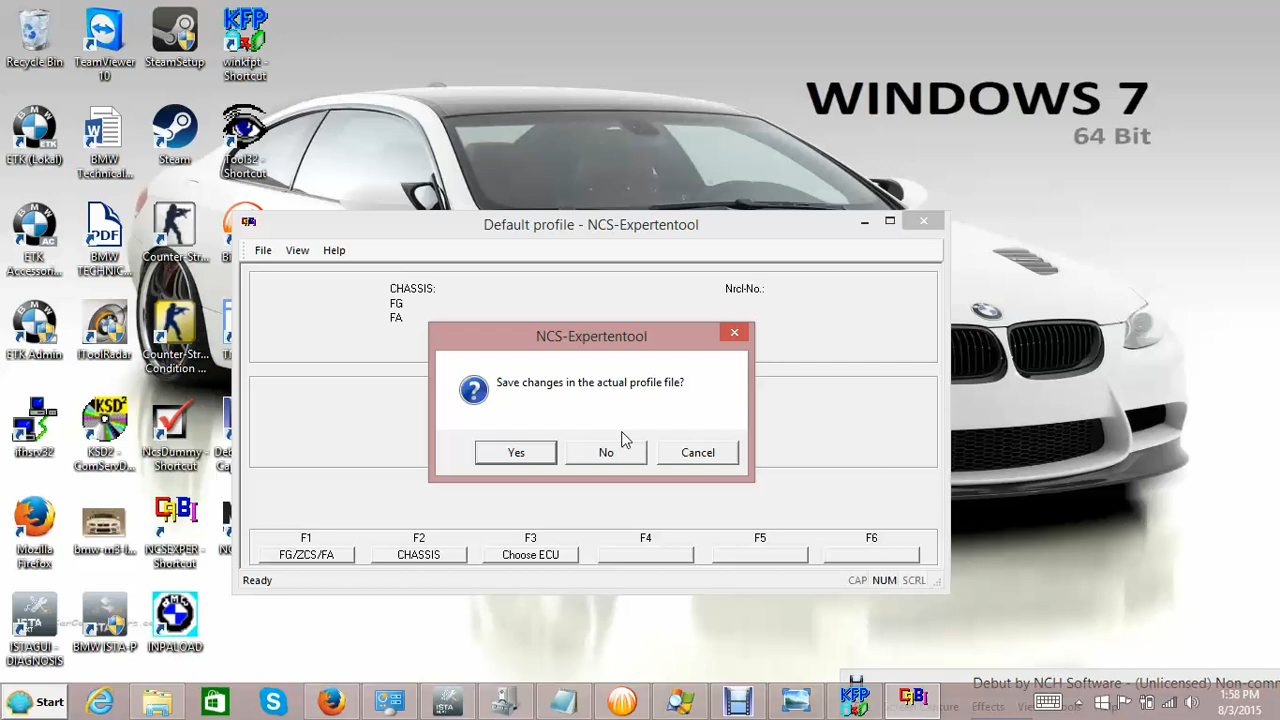 Recycle Bin
TeamViewer
10
SteamSetup
winkfpt -
Shortcut
WINDOWS 7
64 Bit
ETK (Lokal)
BMW
Technical...
Steam
Tool32 -
Shortcut
ETK
Accessori...
BMW
TECHNIC...
Counter-Str...
Default profile - NCS-Expertentool
File
View
Help
CHASSIS:
FG
FA
Nrcl-No.:
ETK Admin
IToolRadar
Counter-Str...
Condition ...
NCS-Expertentool
Save changes in the actual profile file?
Yes
No
Cancel
ifhsrv32
KSD2 -
ComServD...
NcsDummy -
Shortcut
Mozilla
Firefox
bmw-m3-i...
NCSEXPER -
Shortcut
F1
F2
F3
F4
F5
F6
FG/ZCS/FA
CHASSIS
Choose ECU
Ready
CAP
NUM
SCRL
ISTAGUI -
DIAGNOSIS
BMW ISTA-P
INPALOAD
Debut by NCH Software - (Unlicensed) Non-comm
Effects
Start
1:58 PM
8/3/2015